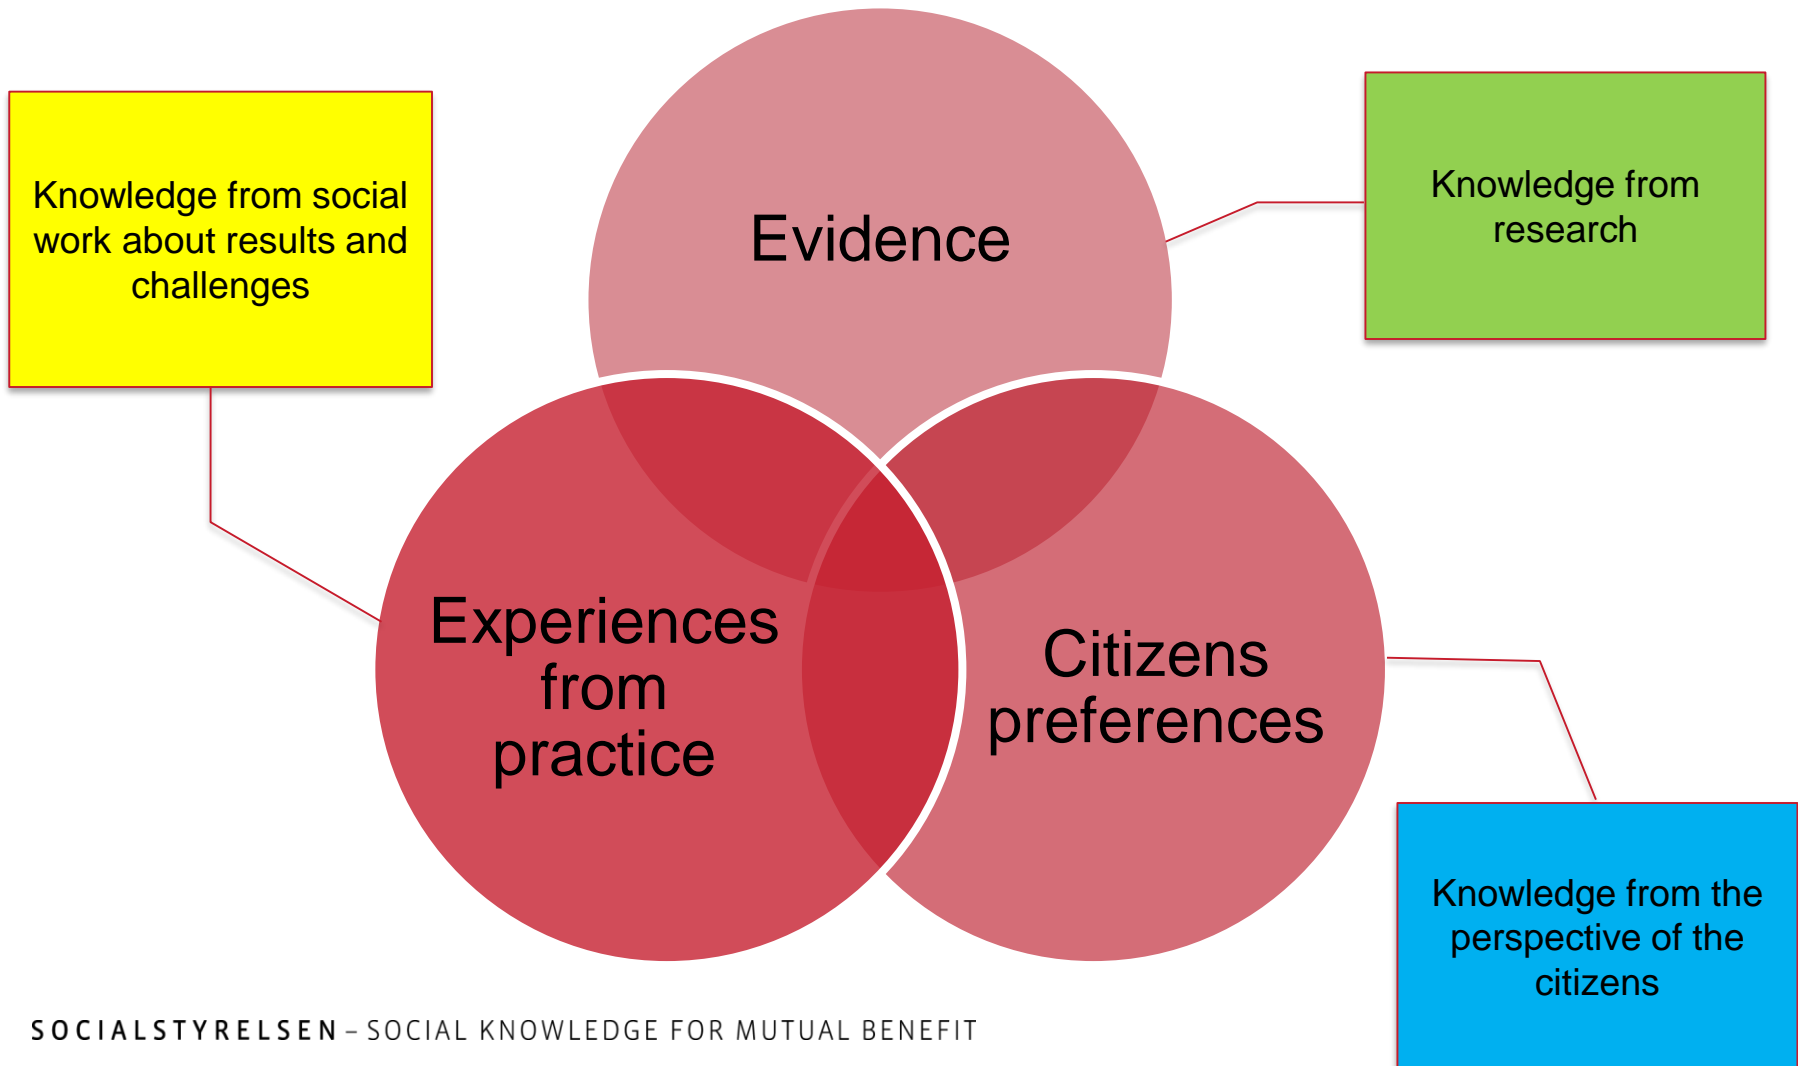 Knowledge from social
work about results and
challenges
Evidence
Knowledge from
research
Experiences
from
practice
Citizens
preferences
Knowledge from the
perspective of the
citizens
SOCIALSTYRELSEN – SOCIAL KNOWLEDGE FOR MUTUAL BENEFIT